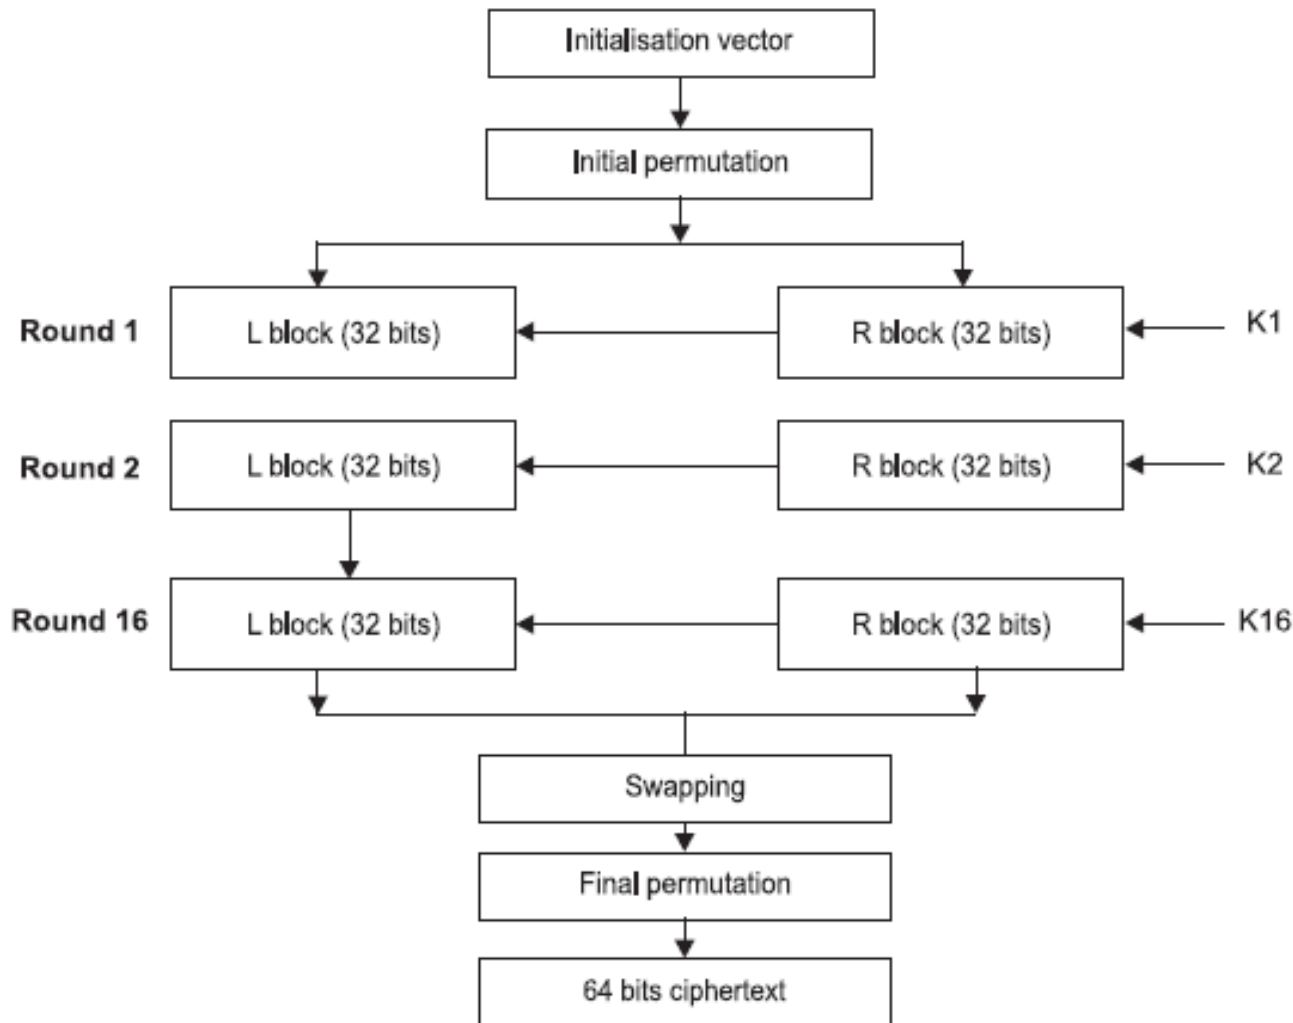 Initialisation vector
Initial permutation
Round 1
L block (32 bits)
R block (32 bits)
K1
Round 2
L block (32 bits)
R block (32 bits)
K2
Round 16
L block (32 bits)
R block (32 bits)
K16
Swapping
Final permutation
64 bits ciphertext